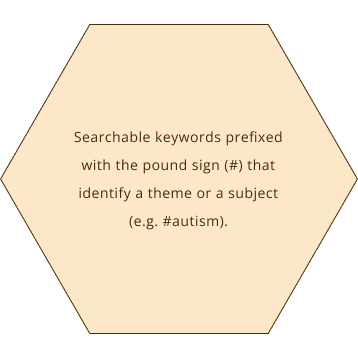 Searchable keywords prefixed
with the pound sign (#) that
identify a theme or a subject
(e.g. #autism).